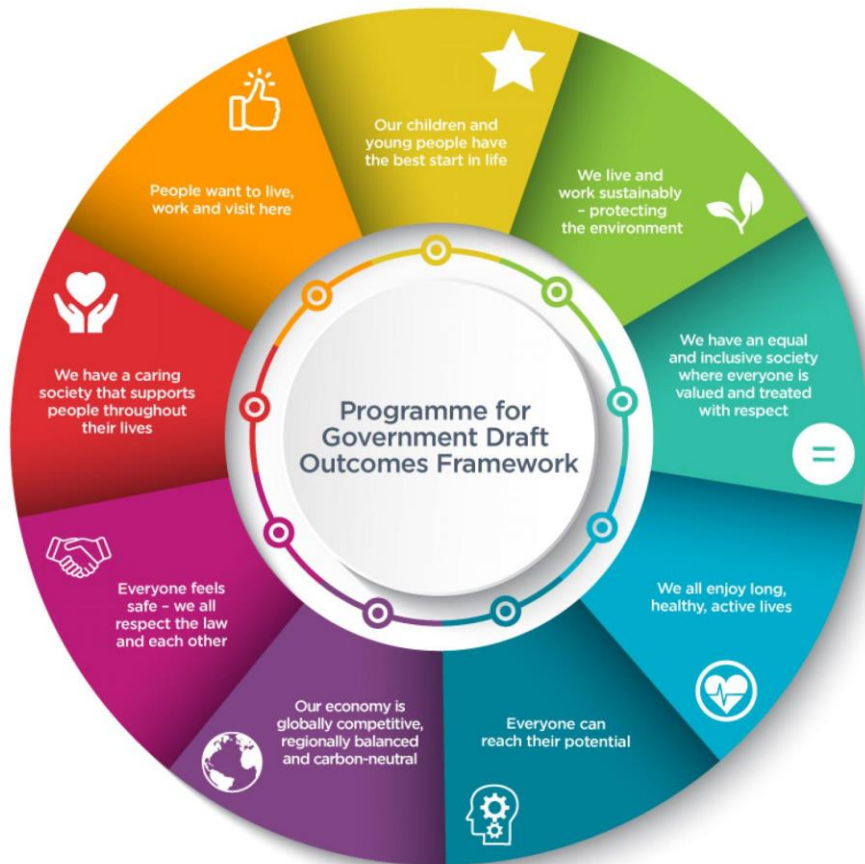 Our children and
young people have
the best start in life
We live and
work sustainably
– protecting
the environment
We have an equal
and inclusive society
where everyone is
valued and treated
with respect
We all enjoy long,
healthy, active lives
Everyone can
reach their potential
Our economy is
globally competitive,
regionally balanced
and carbon-neutral
Everyone feels
safe – we all
respect the law
and each other
We have a caring
society that supports
people throughout
their lives
People want to live,
work and visit here
Programme for
Government Draft
Outcomes Framework